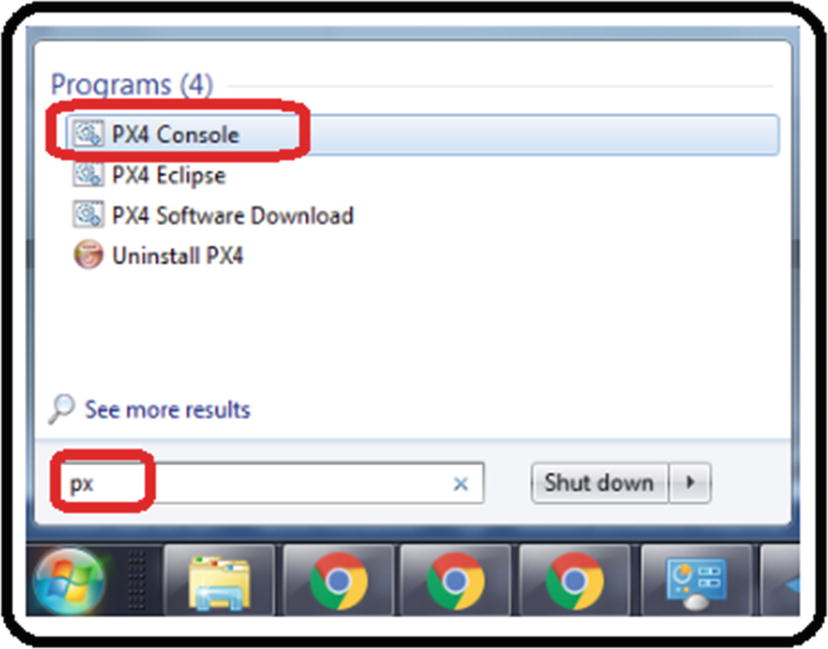 Programs (4)
PX4 Console
PX4 Eclipse
PX4 Software Download
Uninstall PX4
See more results
px
Shut down